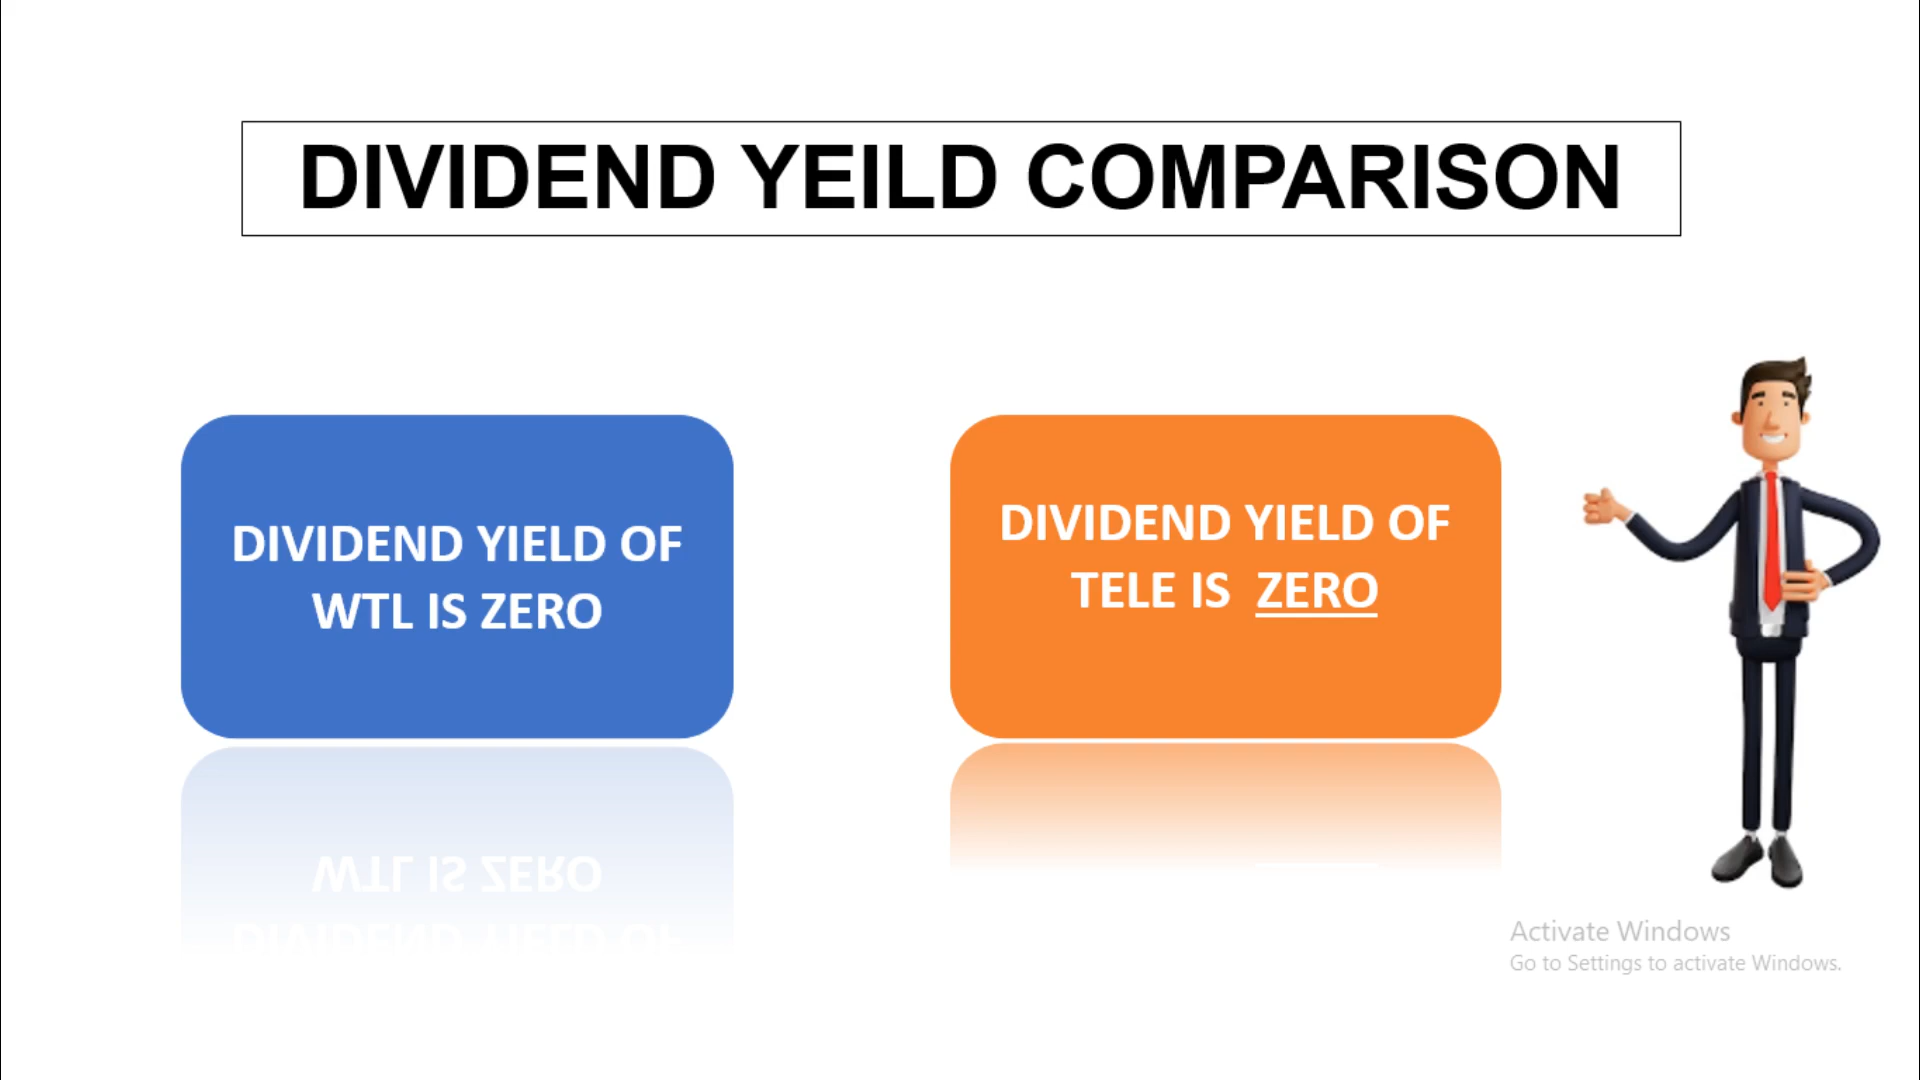 DIVIDEND YEILD COMPARISON
DIVIDEND YIELD OF
WTL IS ZERO
DIVIDEND YIELD OF
TELE IS ZERO
Activate Windows
Go to Settings to activate Windows.